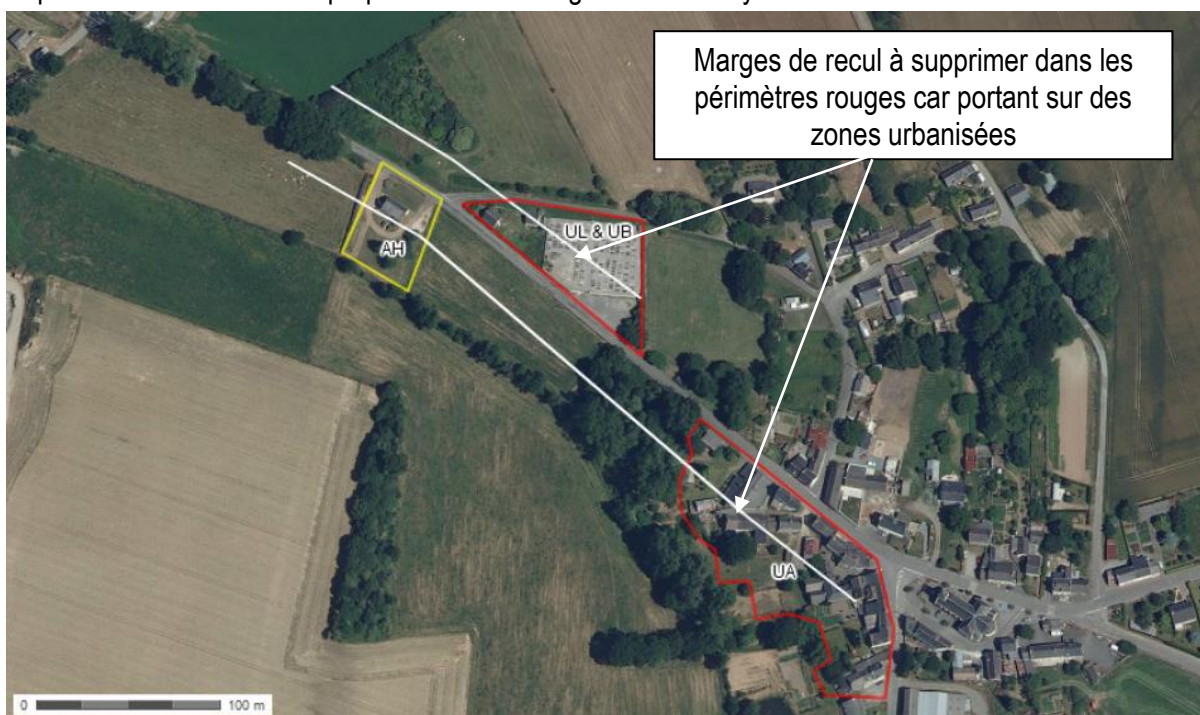 Marges de recul à supprimer dans les
périmètres rouges car portant sur des
zones urbanisées
UL & UB
AH
UA
0 100 m